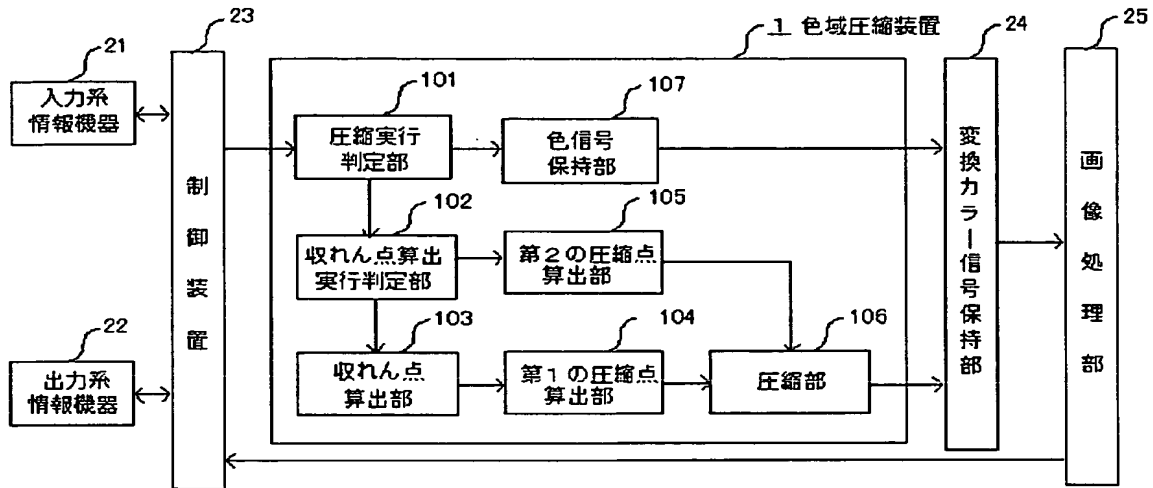 23
1 色域圧縮装置
24
25
21
入力系
情報機器
101
圧縮実行
判定部
107
色信号
保持部
102
収れん点算出
実行判定部
105
第2の圧縮点
算出部
103
収れん点
算出部
104
第1の圧縮点
算出部
106
圧縮部
22
出力系
情報機器
制御装置
変換カラー信号保持部
画像処理部